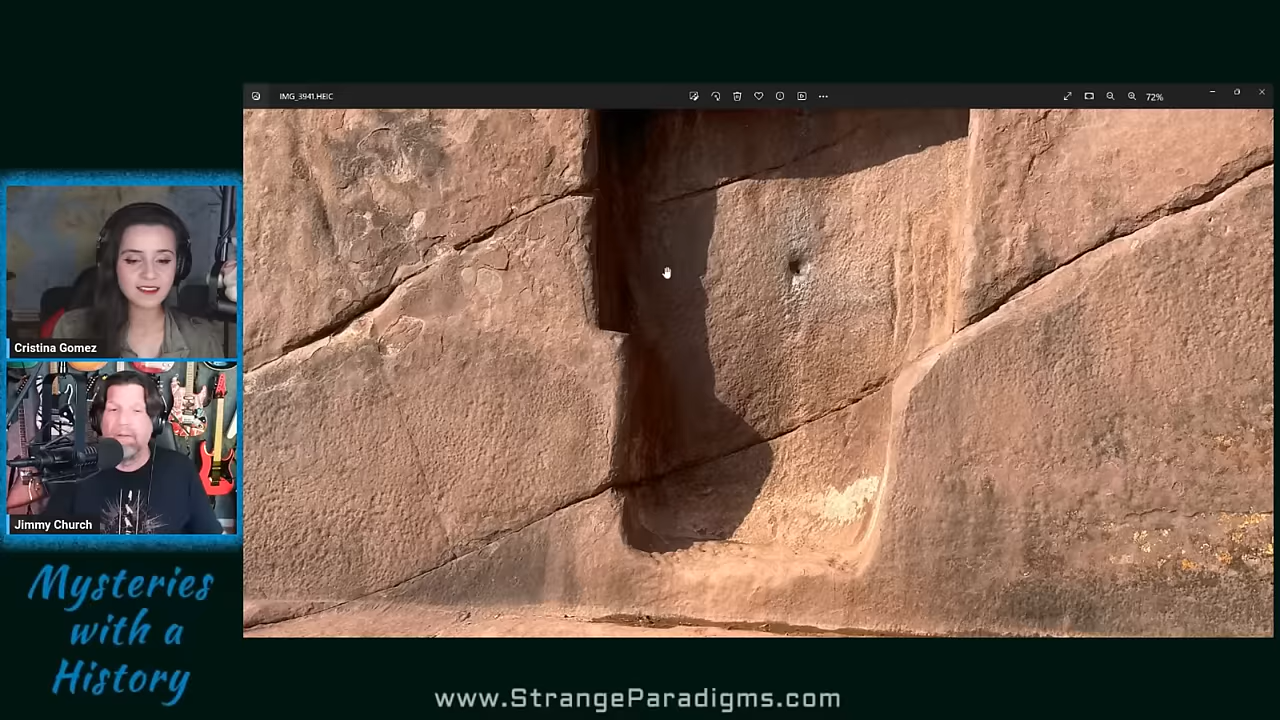 IMG_3941.HEIC
72%
Cristina Gomez
Jimmy Church
Mysteries
with a
History
www.StrangeParadigms.com